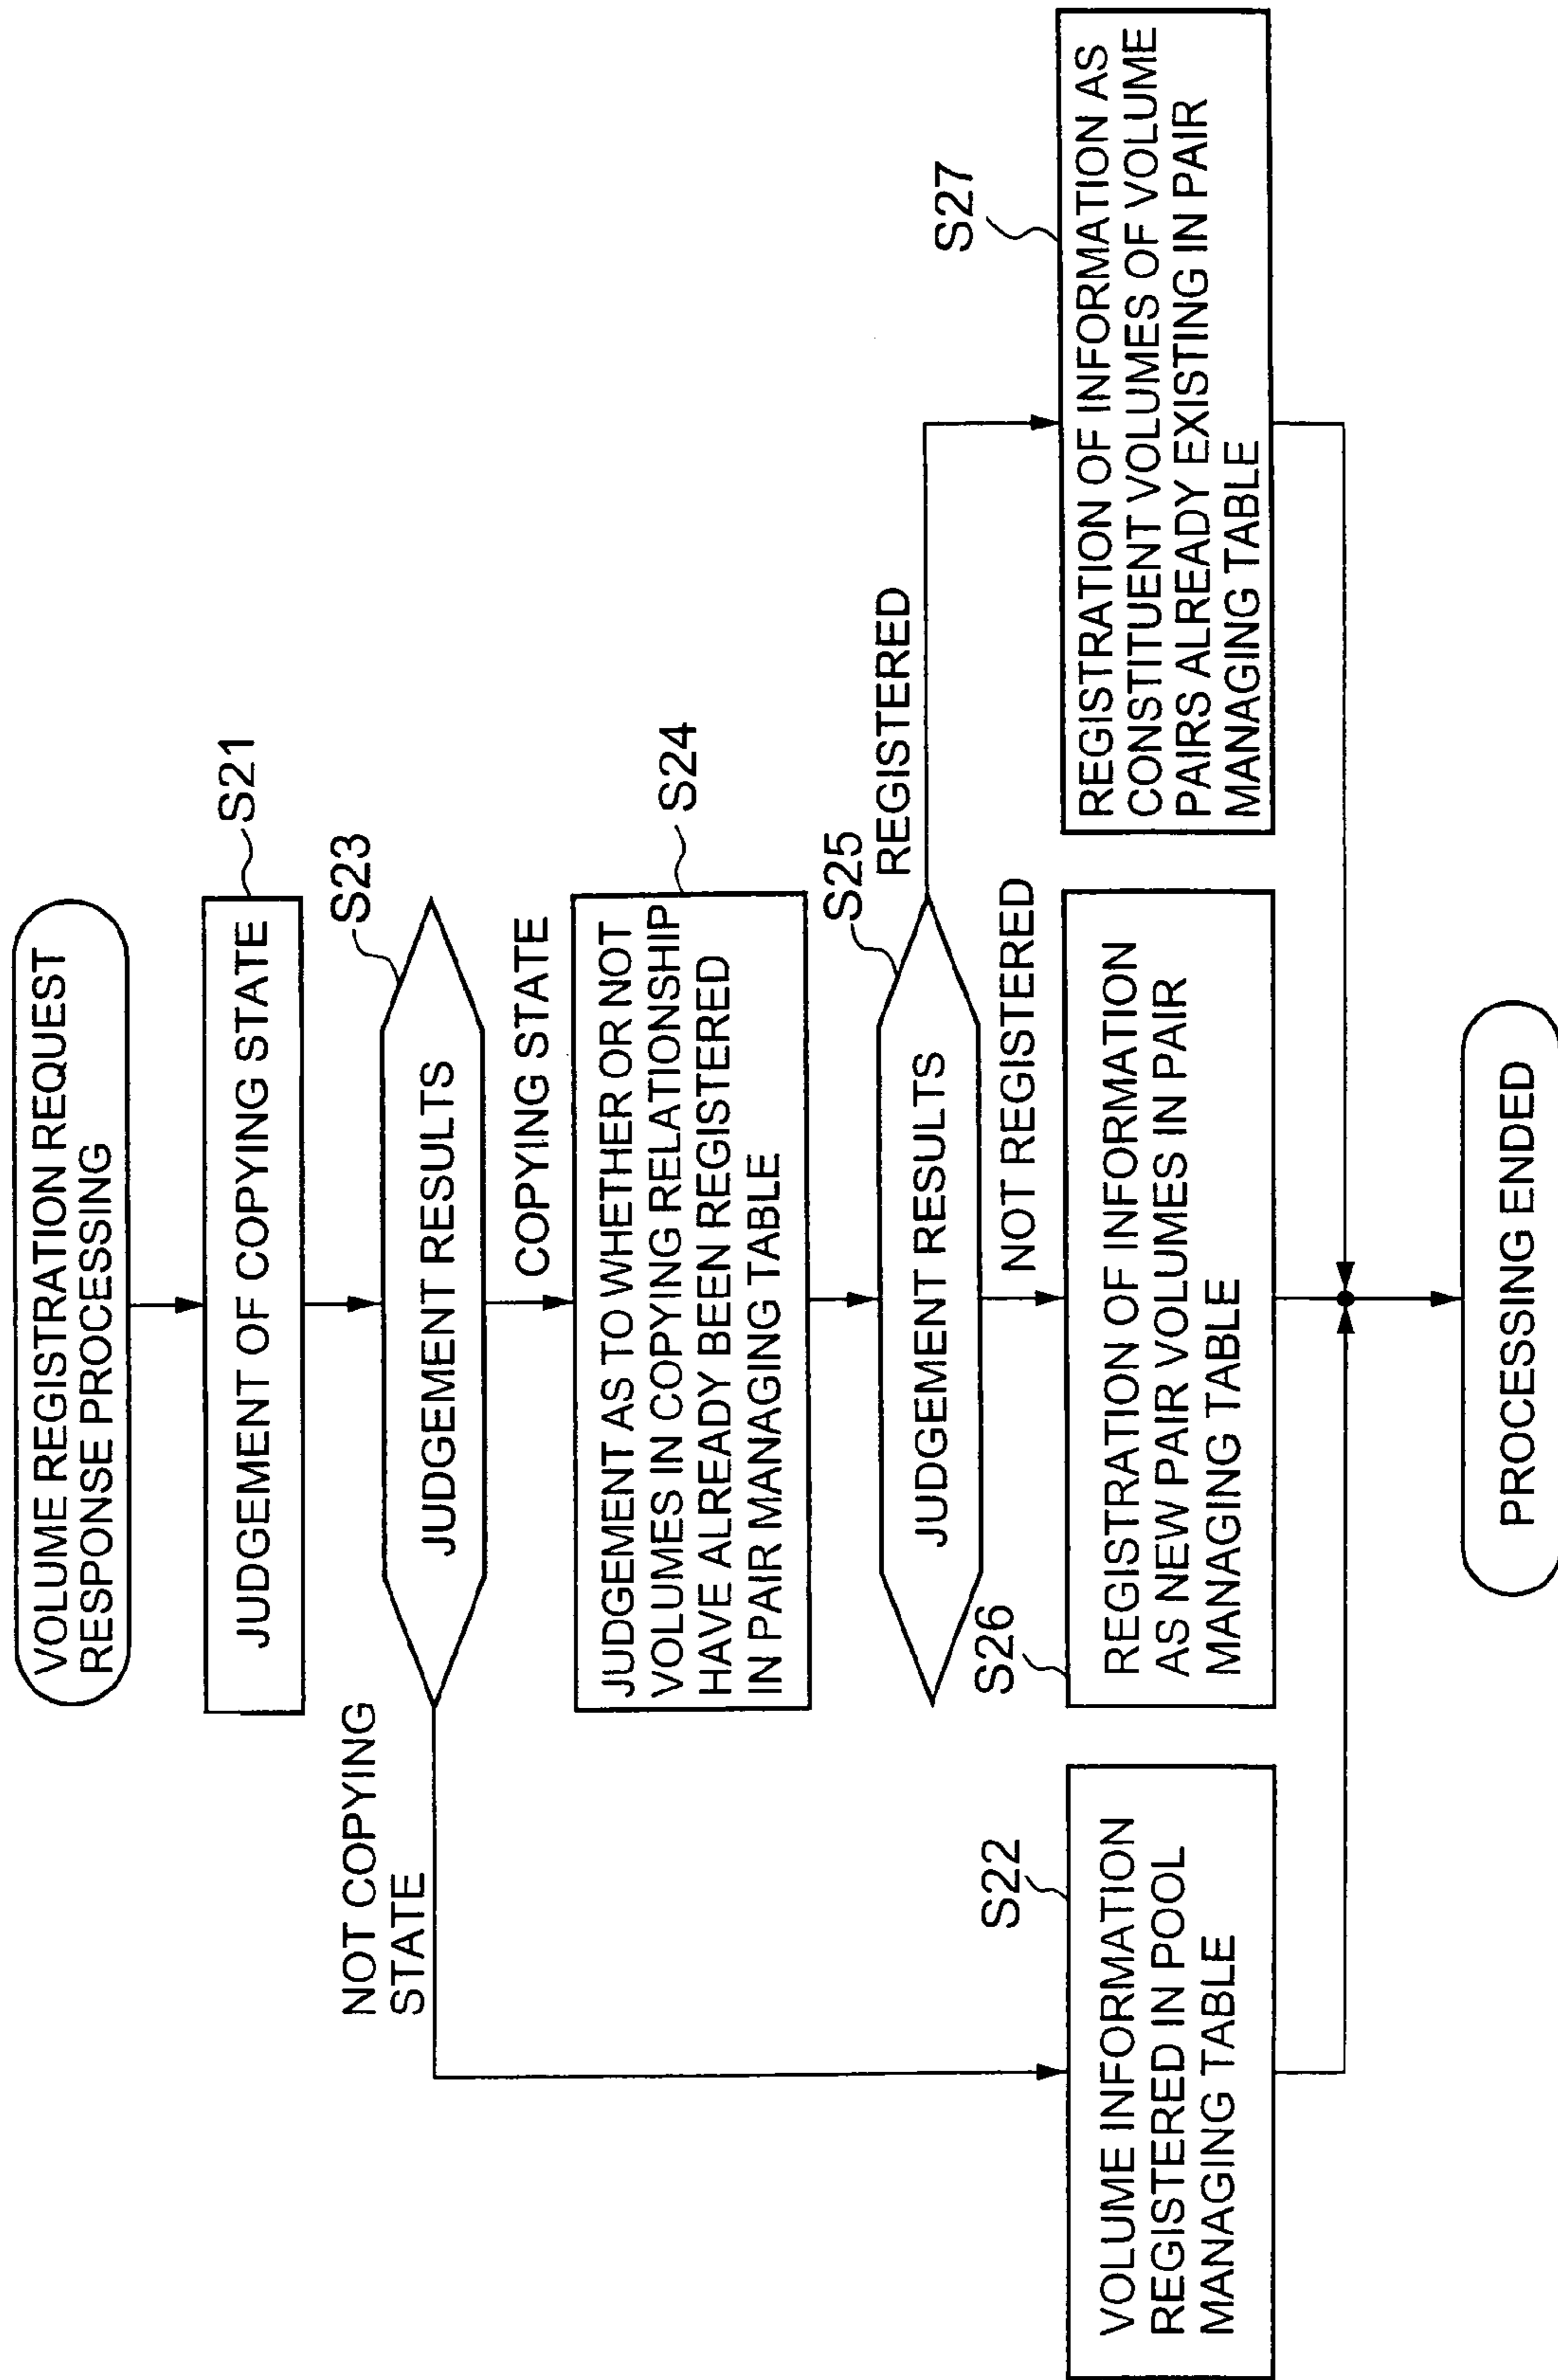 VOLUME REGISTRATION REQUEST
RESPONSE PROCESSING
JUDGEMENT OF COPYING STATE
S21
S23
JUDGEMENT RESULTS
NOT COPYING
STATE
COPYING STATE
S24
JUDGEMENT AS TO WHETHER OR NOT
VOLUMES IN COPYING RELATIONSHIP
HAVE ALREADY BEEN REGISTERED
IN PAIR MANAGING TABLE
S25
JUDGEMENT RESULTS
REGISTERED
NOT REGISTERED
S22
VOLUME INFORMATION
REGISTERED IN POOL
MANAGING TABLE
S26
REGISTRATION OF INFORMATION
AS NEW PAIR VOLUMES IN PAIR
MANAGING TABLE
S27
REGISTRATION OF INFORMATION AS
CONSTITUENT VOLUMES OF VOLUME
PAIRS ALREADY EXISTING IN PAIR
MANAGING TABLE
PROCESSING ENDED